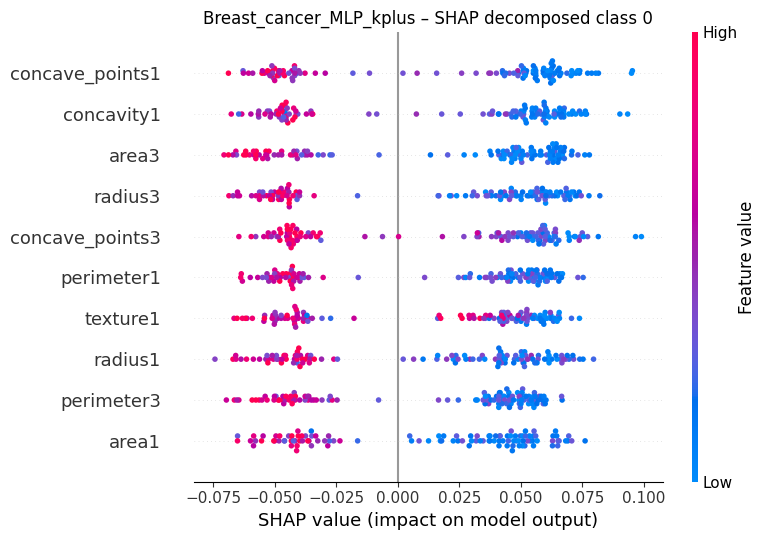 Breast_cancer_MLP_kplus – SHAP decomposed class 0
High
concave_points1
concavity1
area3
radius3
concave_points3
perimeter1
texture1
radius1
perimeter3
area1
Feature value
Low
−0.075 −0.050 −0.025 0.000 0.025 0.050 0.075 0.100
SHAP value (impact on model output)